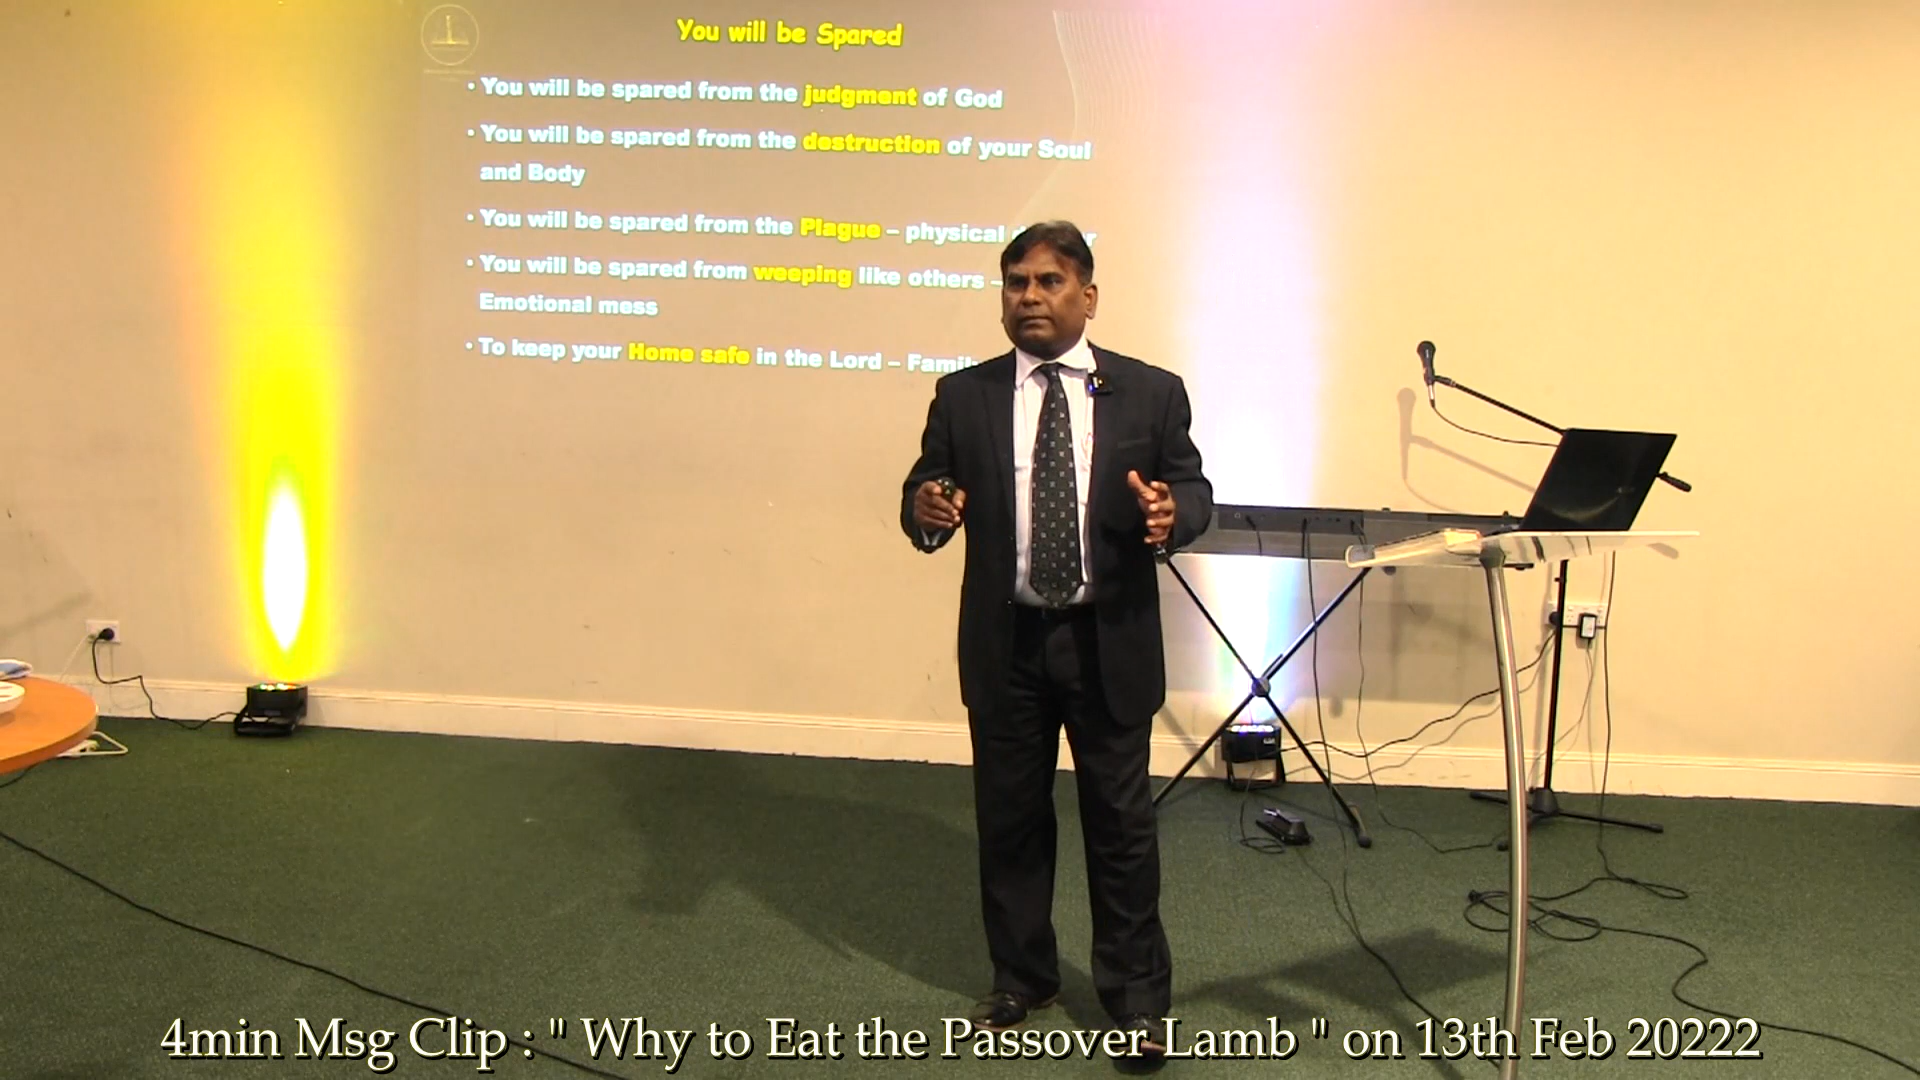 You will be Spared
• You will be spared from the judgment of God
• You will be spared from the destruction of your Soul
and Body
• You will be spared from the Plague – physical
• You will be spared from weeping like others –
Emotional mess
• To keep your Home safe in the Lord –
4min Msg Clip : " Why to Eat the Passover Lamb " on 13th Feb 20222